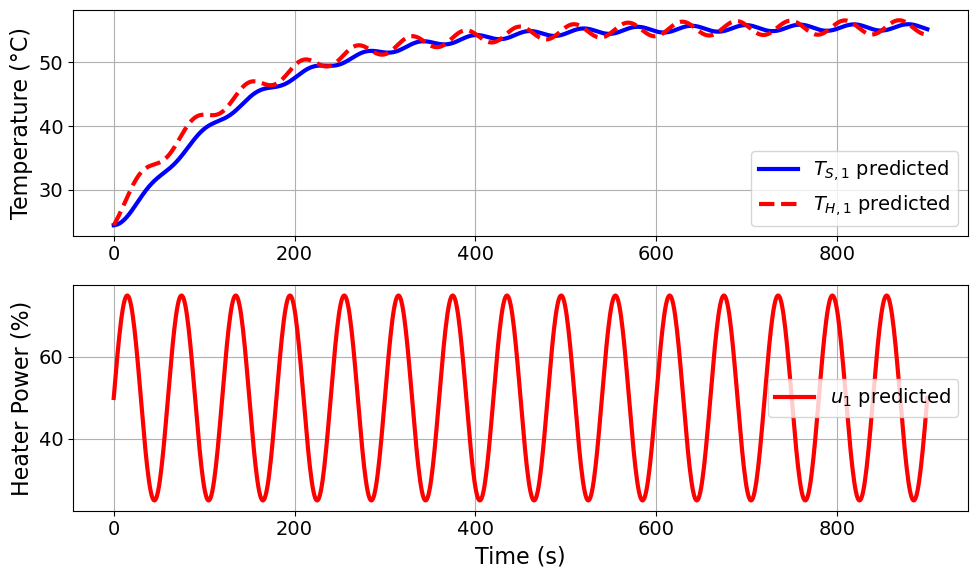 Temperature (°C)
50
40
30
T_{S,1} predicted
T_{H,1} predicted
0 200 400 600 800
Heater Power (%)
60
40
u_1 predicted
0 200 400 600 800
Time (s)